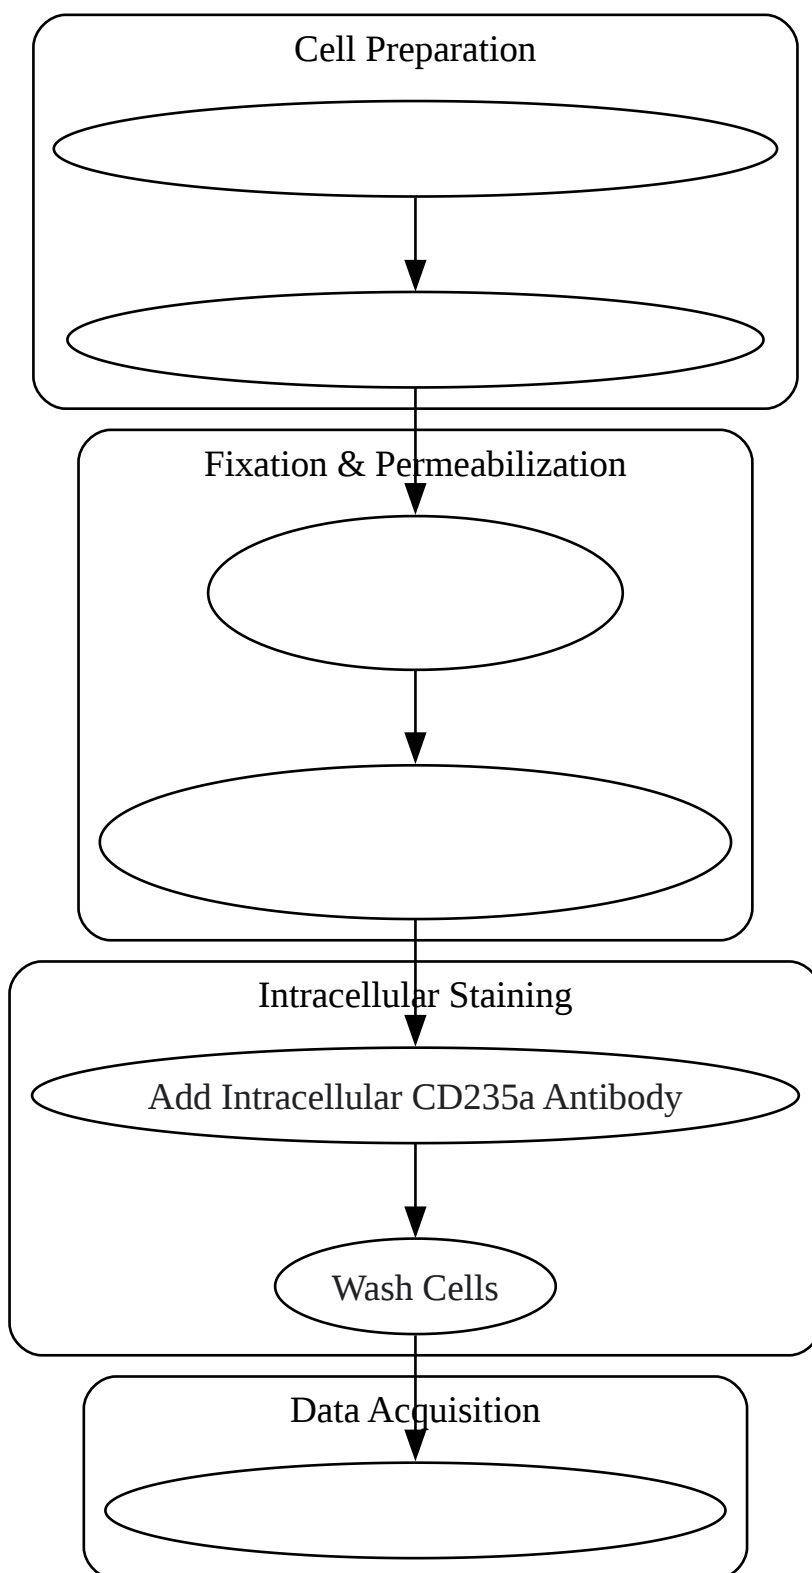 Cell Preparation
Fixation & Permeabilization
Intracellular Staining
Add Intracellular CD235a Antibody
Wash Cells
Data Acquisition